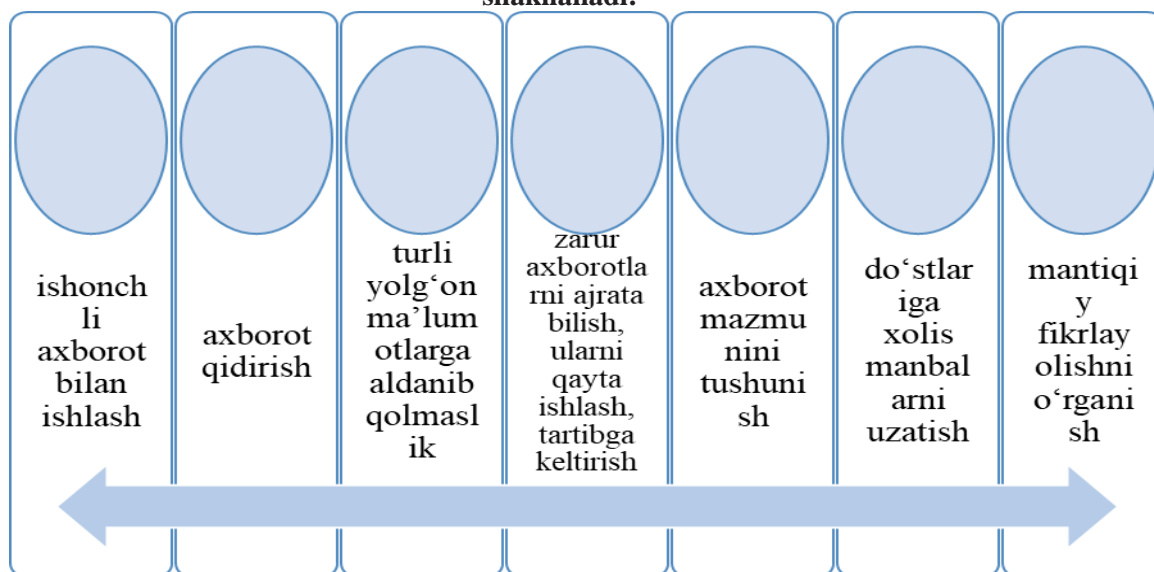 shakllanadi:
ishonch
li
axborot
bilan
ishlash
axborot
qidirish
turli
yolg‘on
ma’lum
otlarga
aldanib
qolmasl
ik
zarur
axborotla
rni ajrata
bilish,
ularni
qayta
ishlash,
tartibga
keltirish
axborot
mazmu
nini
tushuni
sh
do‘stlar
iga
xolis
manbal
arni
uzatish
mantiqi
y
fikrlay
olishni
o‘rgani
sh